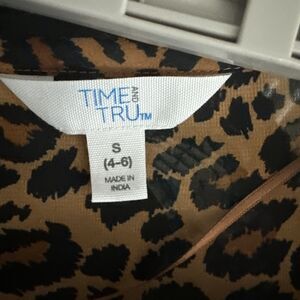 TIME AND
TRU™
S
(4-6)
MADE IN
INDIA